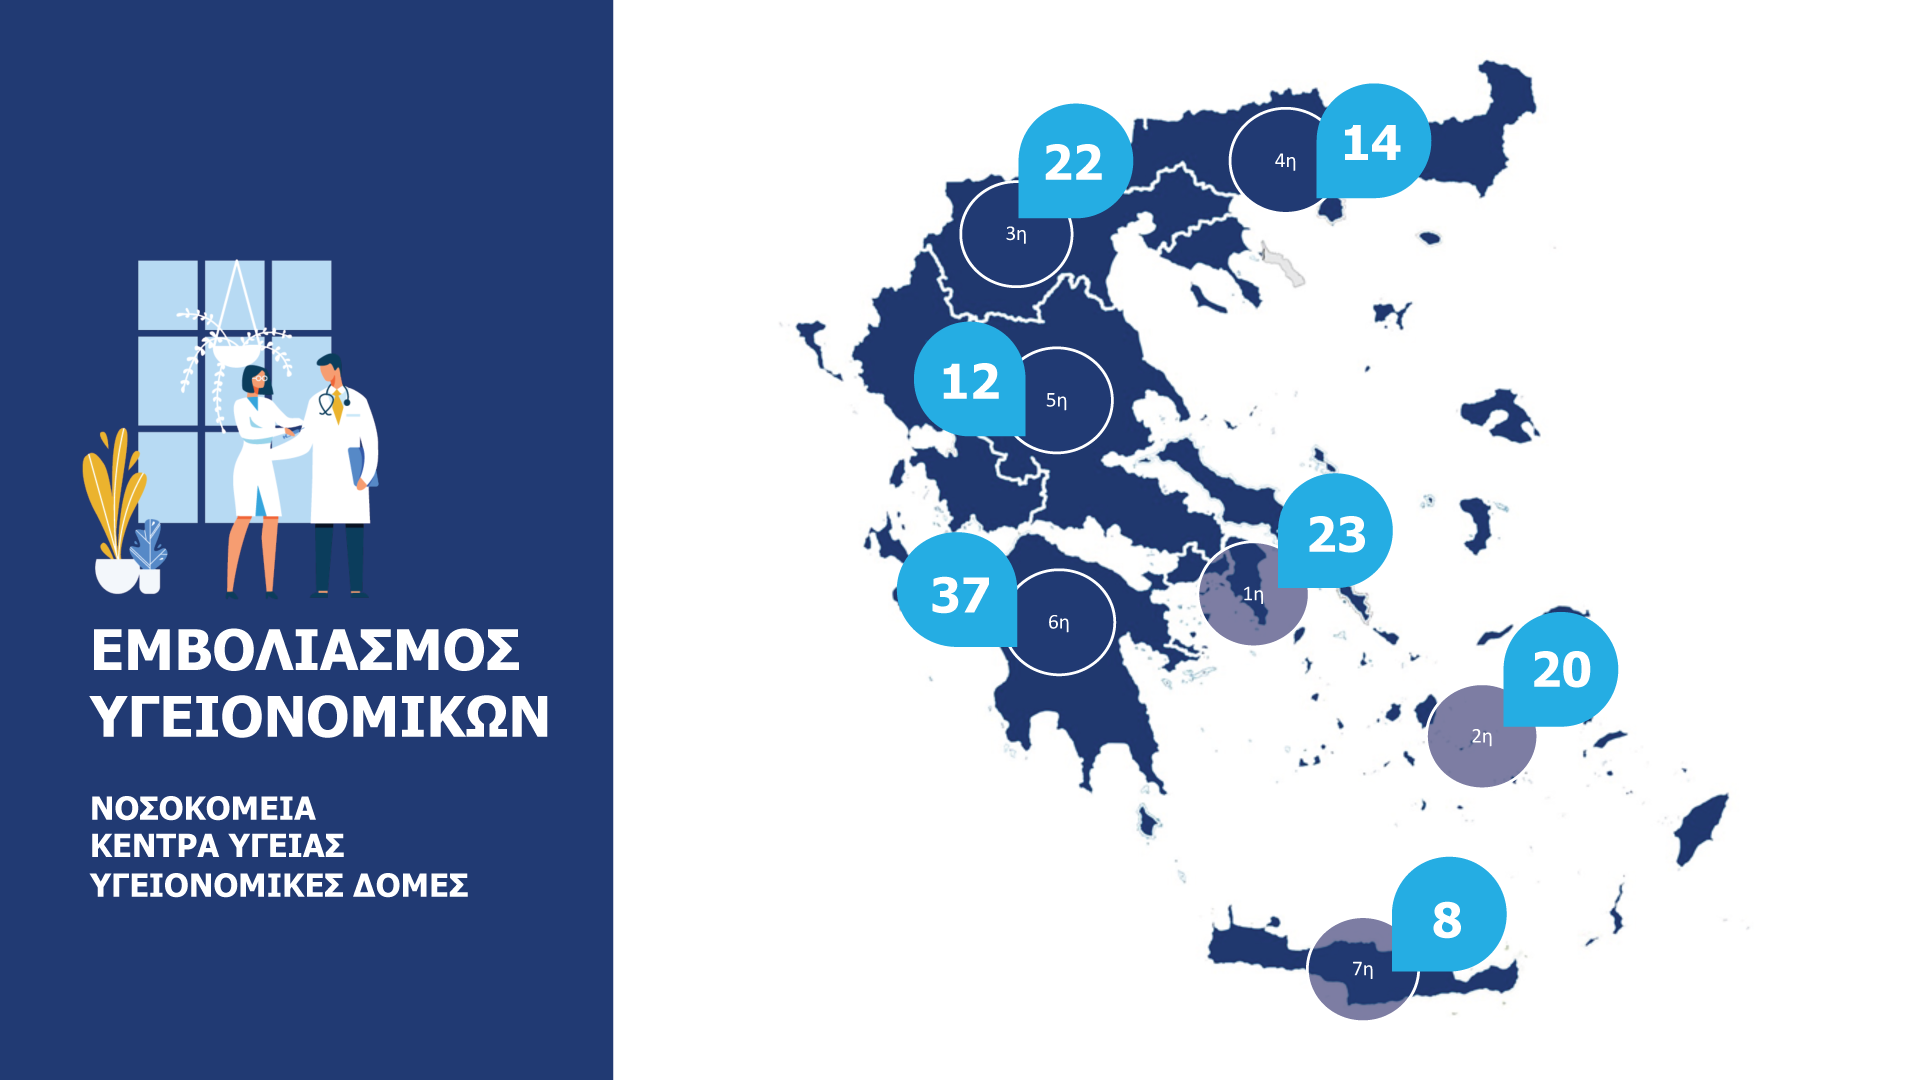 ΕΜΒΟΛΙΑΣΜΟΣ
ΥΓΕΙΟΝΟΜΙΚΩΝ
ΝΟΣΟΚΟΜΕΙΑ
ΚΕΝΤΡΑ ΥΓΕΙΑΣ
ΥΓΕΙΟΝΟΜΙΚΕΣ ΔΟΜΕΣ
22
3η
14
4η
12
5η
23
1η
37
6η
20
2η
8
7η